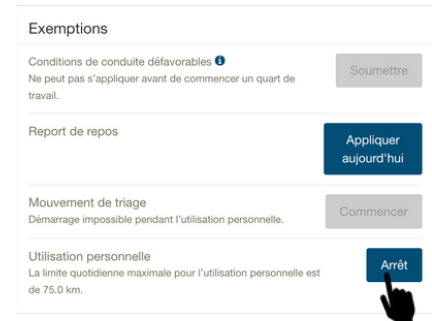 Exemptions
Conditions de conduite défavorables
Ne peut pas s'appliquer avant de commencer un quart de
travail.
Soumettre
Report de repos
Appliquer
aujourd'hui
Mouvement de triage
Démarrage impossible pendant l'utilisation personnelle.
Commencer
Utilisation personnelle
La limite quotidienne maximale pour l'utilisation personnelle est
de 75.0 km.
Arrêt